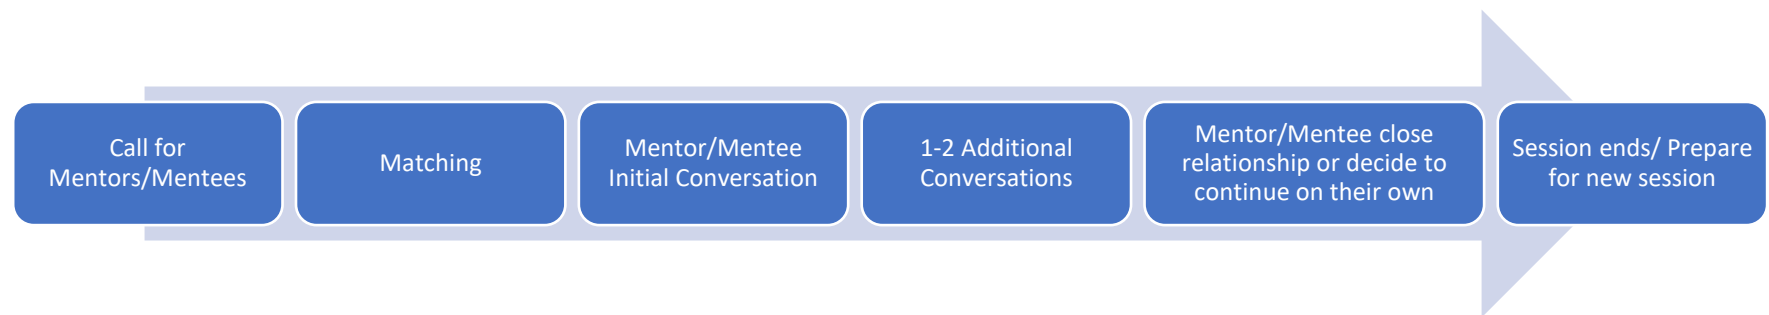 Call for
Mentors/Mentees
Matching
Mentor/Mentee
Initial Conversation
1-2 Additional
Conversations
Mentor/Mentee close
relationship or decide to
continue on their own
Session ends/ Prepare
for new session